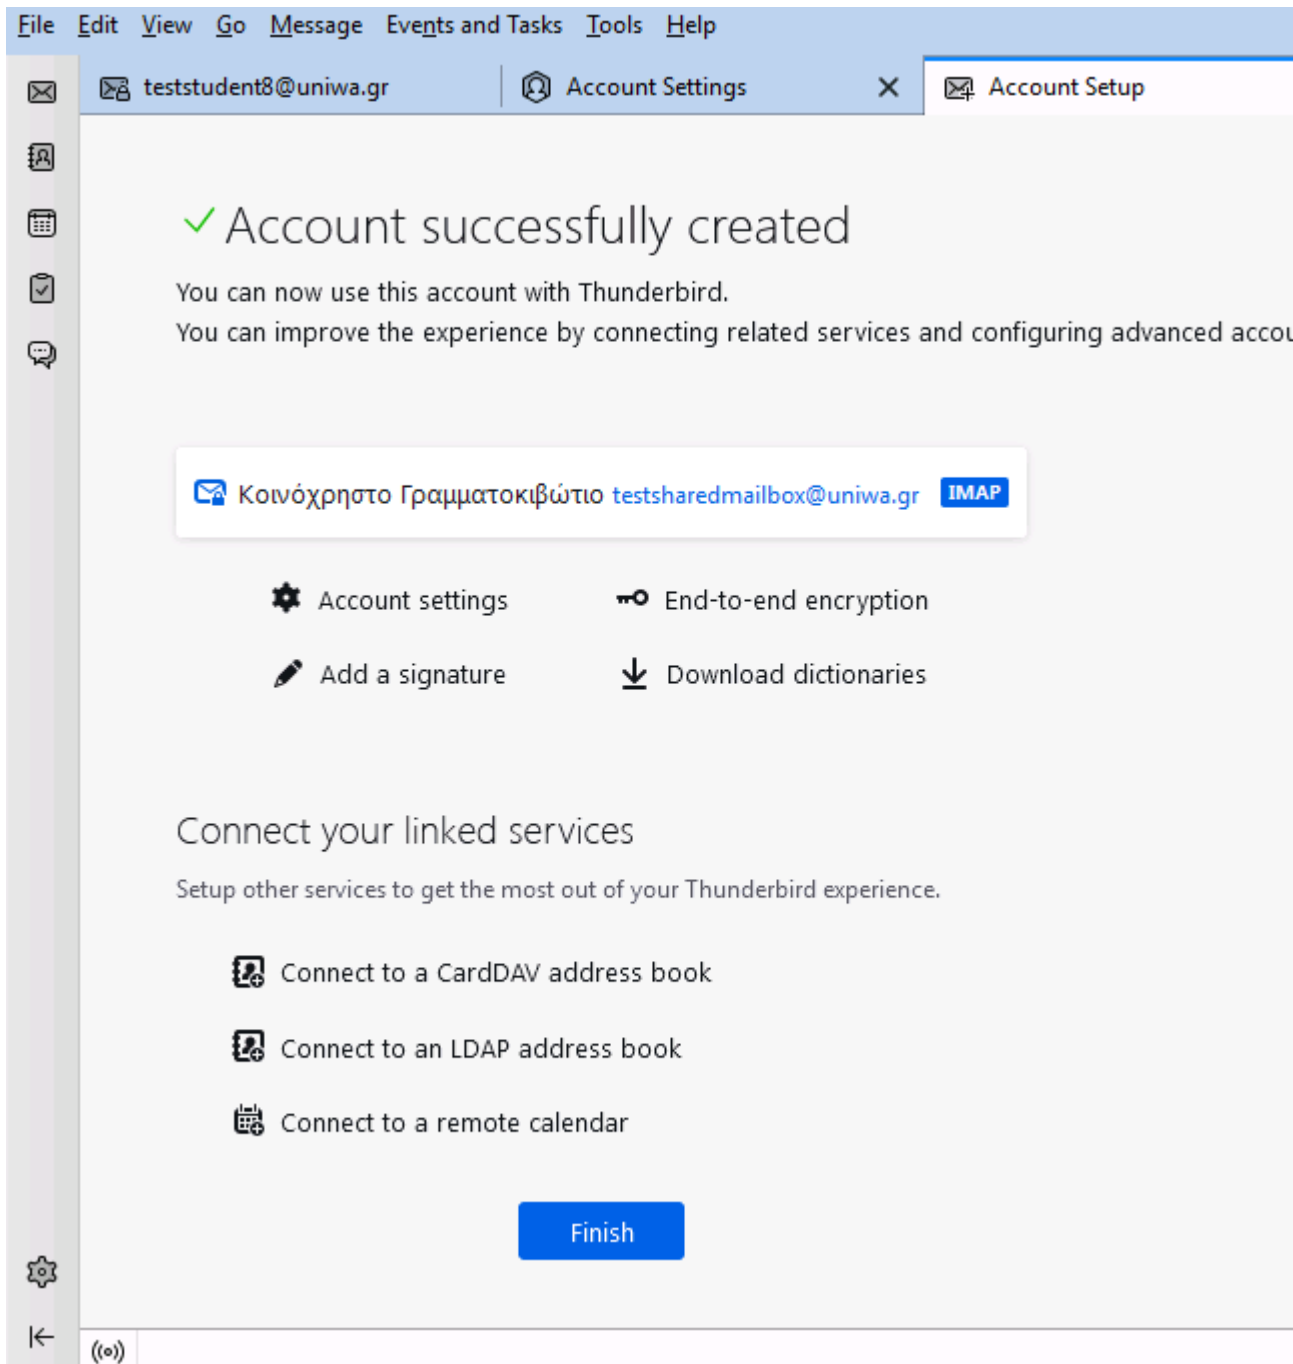 File Edit View Go Message Events and Tasks Tools Help
teststudent8@uniwa.gr Account Settings Account Setup
Account successfully created
You can now use this account with Thunderbird.
You can improve the experience by connecting related services and configuring advanced accou
Κοινόχρηστο Γραμματοκιβώτιο testsharedmailbox@uniwa.gr IMAP
Account settings End-to-end encryption
Add a signature Download dictionaries
Connect your linked services
Setup other services to get the most out of your Thunderbird experience.
Connect to a CardDAV address book
Connect to an LDAP address book
Connect to a remote calendar
Finish